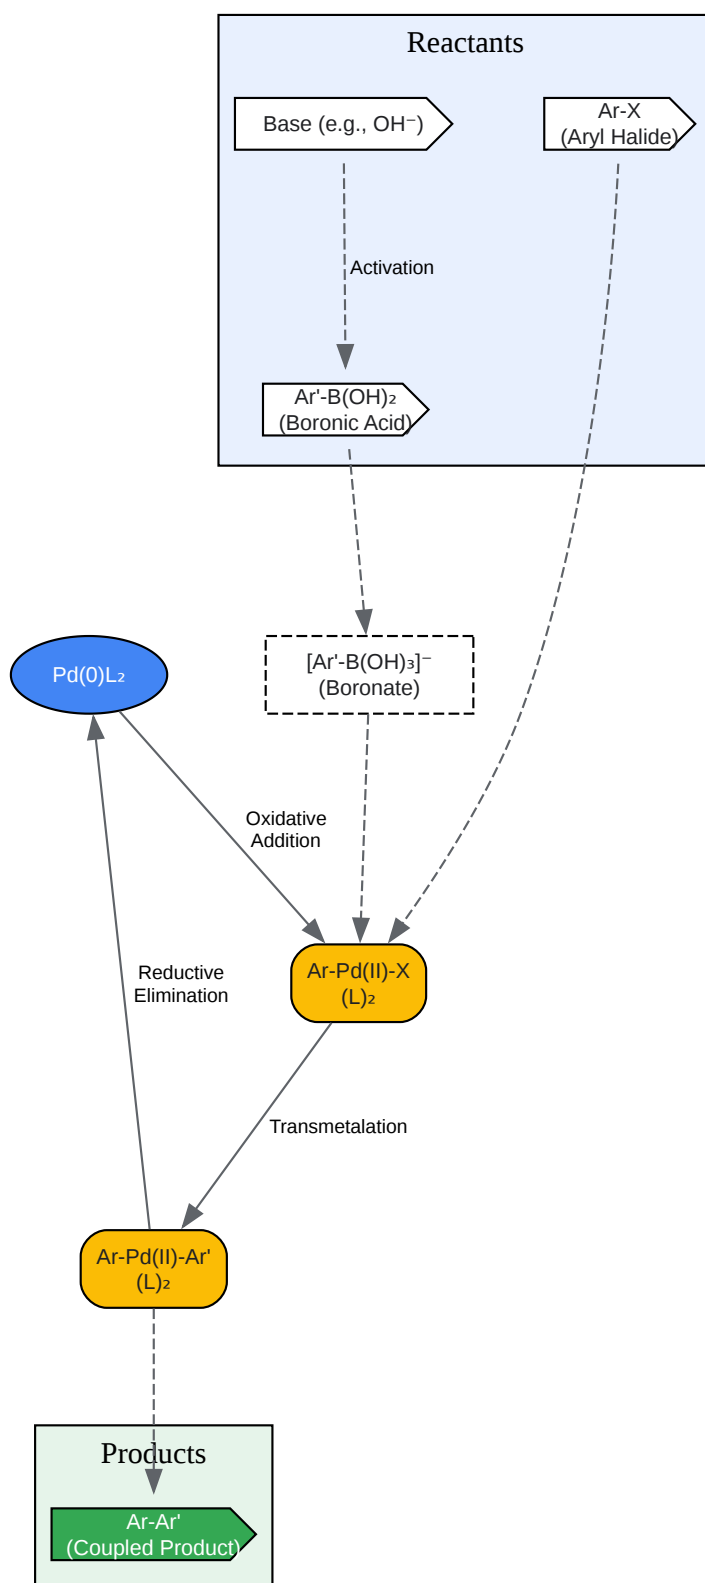 Reactants
Base (e.g., OH⁻)
Ar-X
(Aryl Halide)
Activation
Ar'-B(OH)₂
(Boronic Acid)
[Ar'-B(OH)₃]⁻
(Boronate)
Pd(0)L₂
Oxidative
Addition
Ar-Pd(II)-X
(L)₂
Reductive
Elimination
Transmetalation
Ar-Pd(II)-Ar'
(L)₂
Products
Ar-Ar'
(Coupled Product)